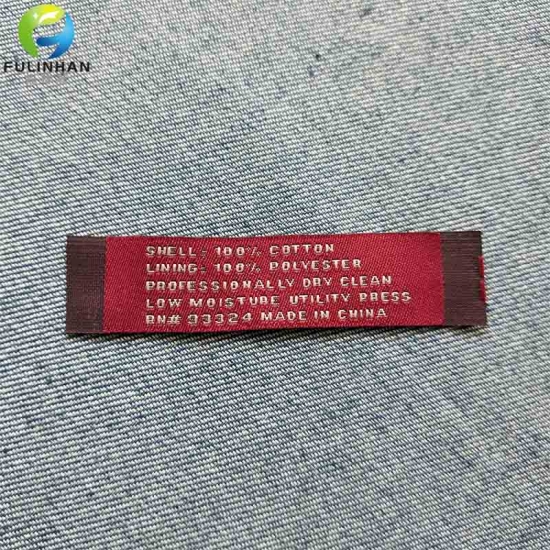 FULINHAN
SHELL: 100% COTTON
LINING: 100% POLYESTER
PROFESSIONALLY DRY CLEAN
LOW MOISTURE UTILITY PRESS
RN# 93324 MADE IN CHINA